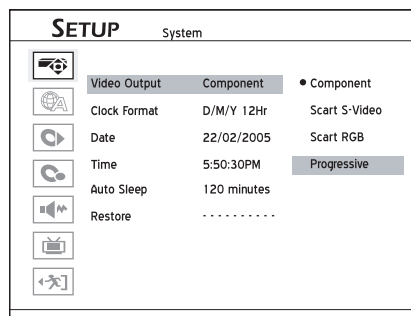 SETUP System
Video Output Component • Component
Clock Format D/M/Y 12Hr Scart S-Video
Date 22/02/2005 Scart RGB
Time 5:50:30PM Progressive
Auto Sleep 120 minutes
Restore - - - - - - - - -
A